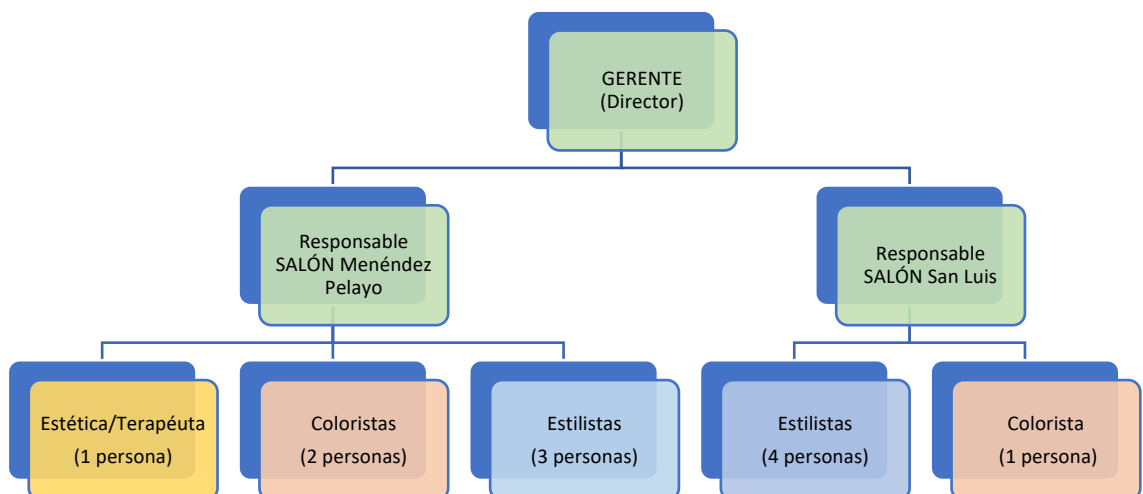 GERENTE
(Director)
Responsable
SALÓN Menéndez
Pelayo
Responsable
SALÓN San Luis
Estética/Terapéuta
(1 persona)
Coloristas
(2 personas)
Estilistas
(3 personas)
Estilistas
(4 personas)
Colorista
(1 persona)